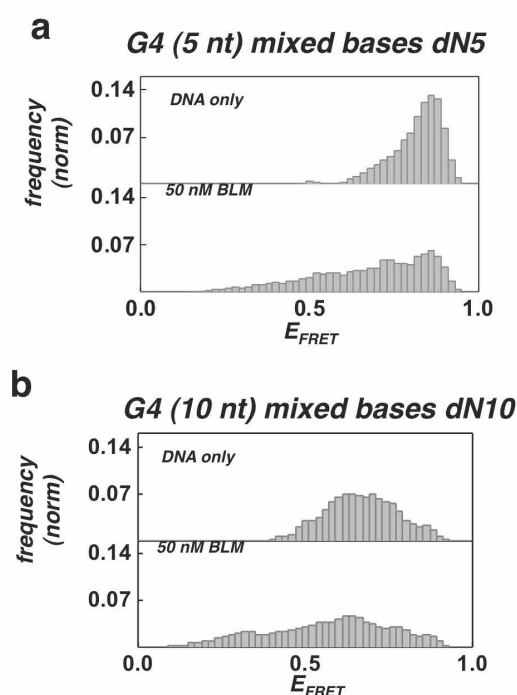 a
G4 (5 nt) mixed bases dN5
frequency
(norm)
0.14
DNA only
0.07
0.14
50 nM BLM
0.07
0.0
0.5
1.0
EFRET
b
G4 (10 nt) mixed bases dN10
frequency
(norm)
0.14
DNA only
0.07
0.14
50 nM BLM
0.07
0.0
0.5
1.0
EFRET